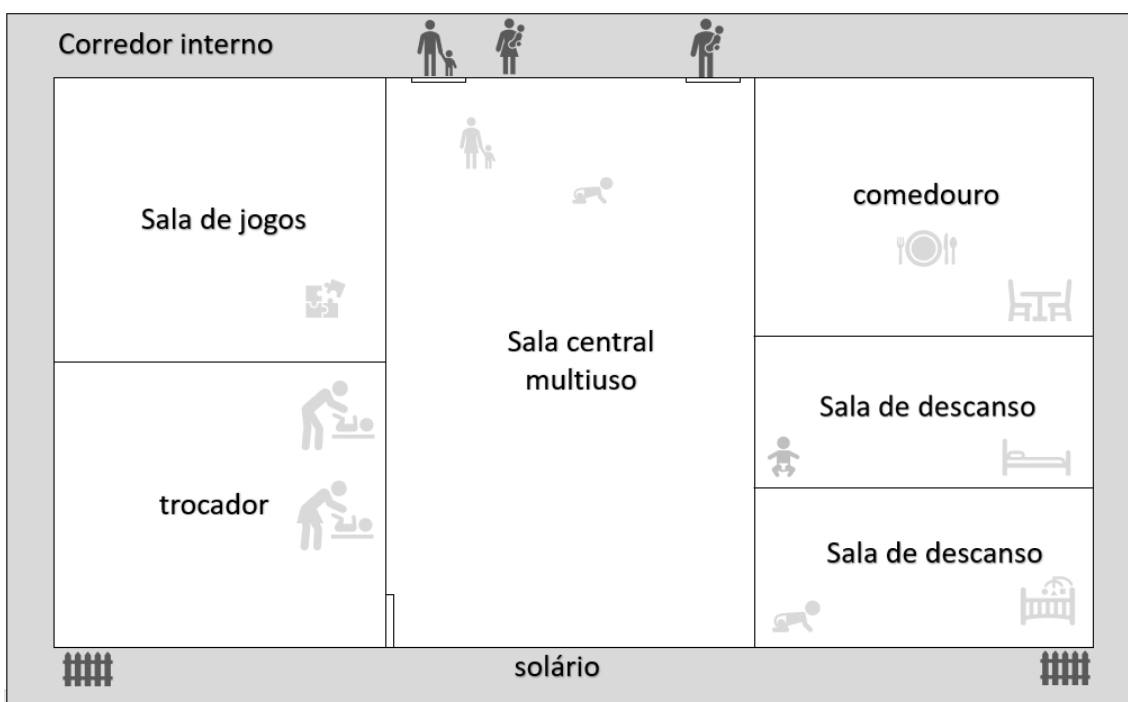 Corredor interno
Sala de jogos
comedouro
Sala central
multiuso
Sala de descanso
trocador
Sala de descanso
solário